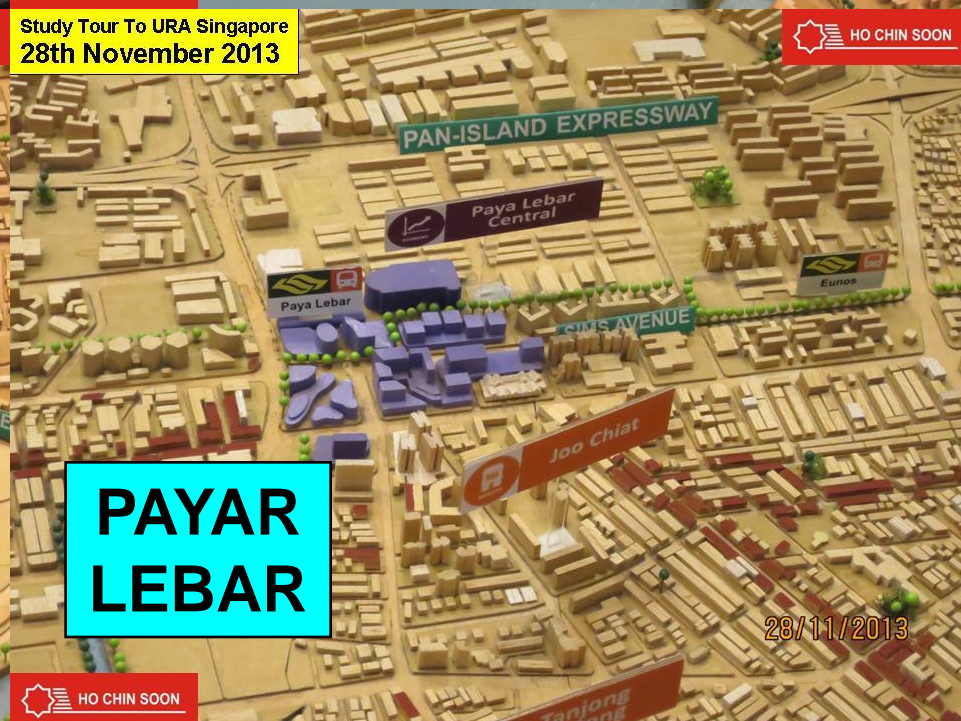 Study Tour To URA Singapore
28th November 2013
HO CHIN SOON
PAN-ISLAND EXPRESSWAY
Paya Lebar
Central
ECONOMIC
Eunos
Paya Lebar
SIMS AVENUE
Joo Chiat
PAYAR
LEBAR
28/11/2013
HO CHIN SOON
Tanjong